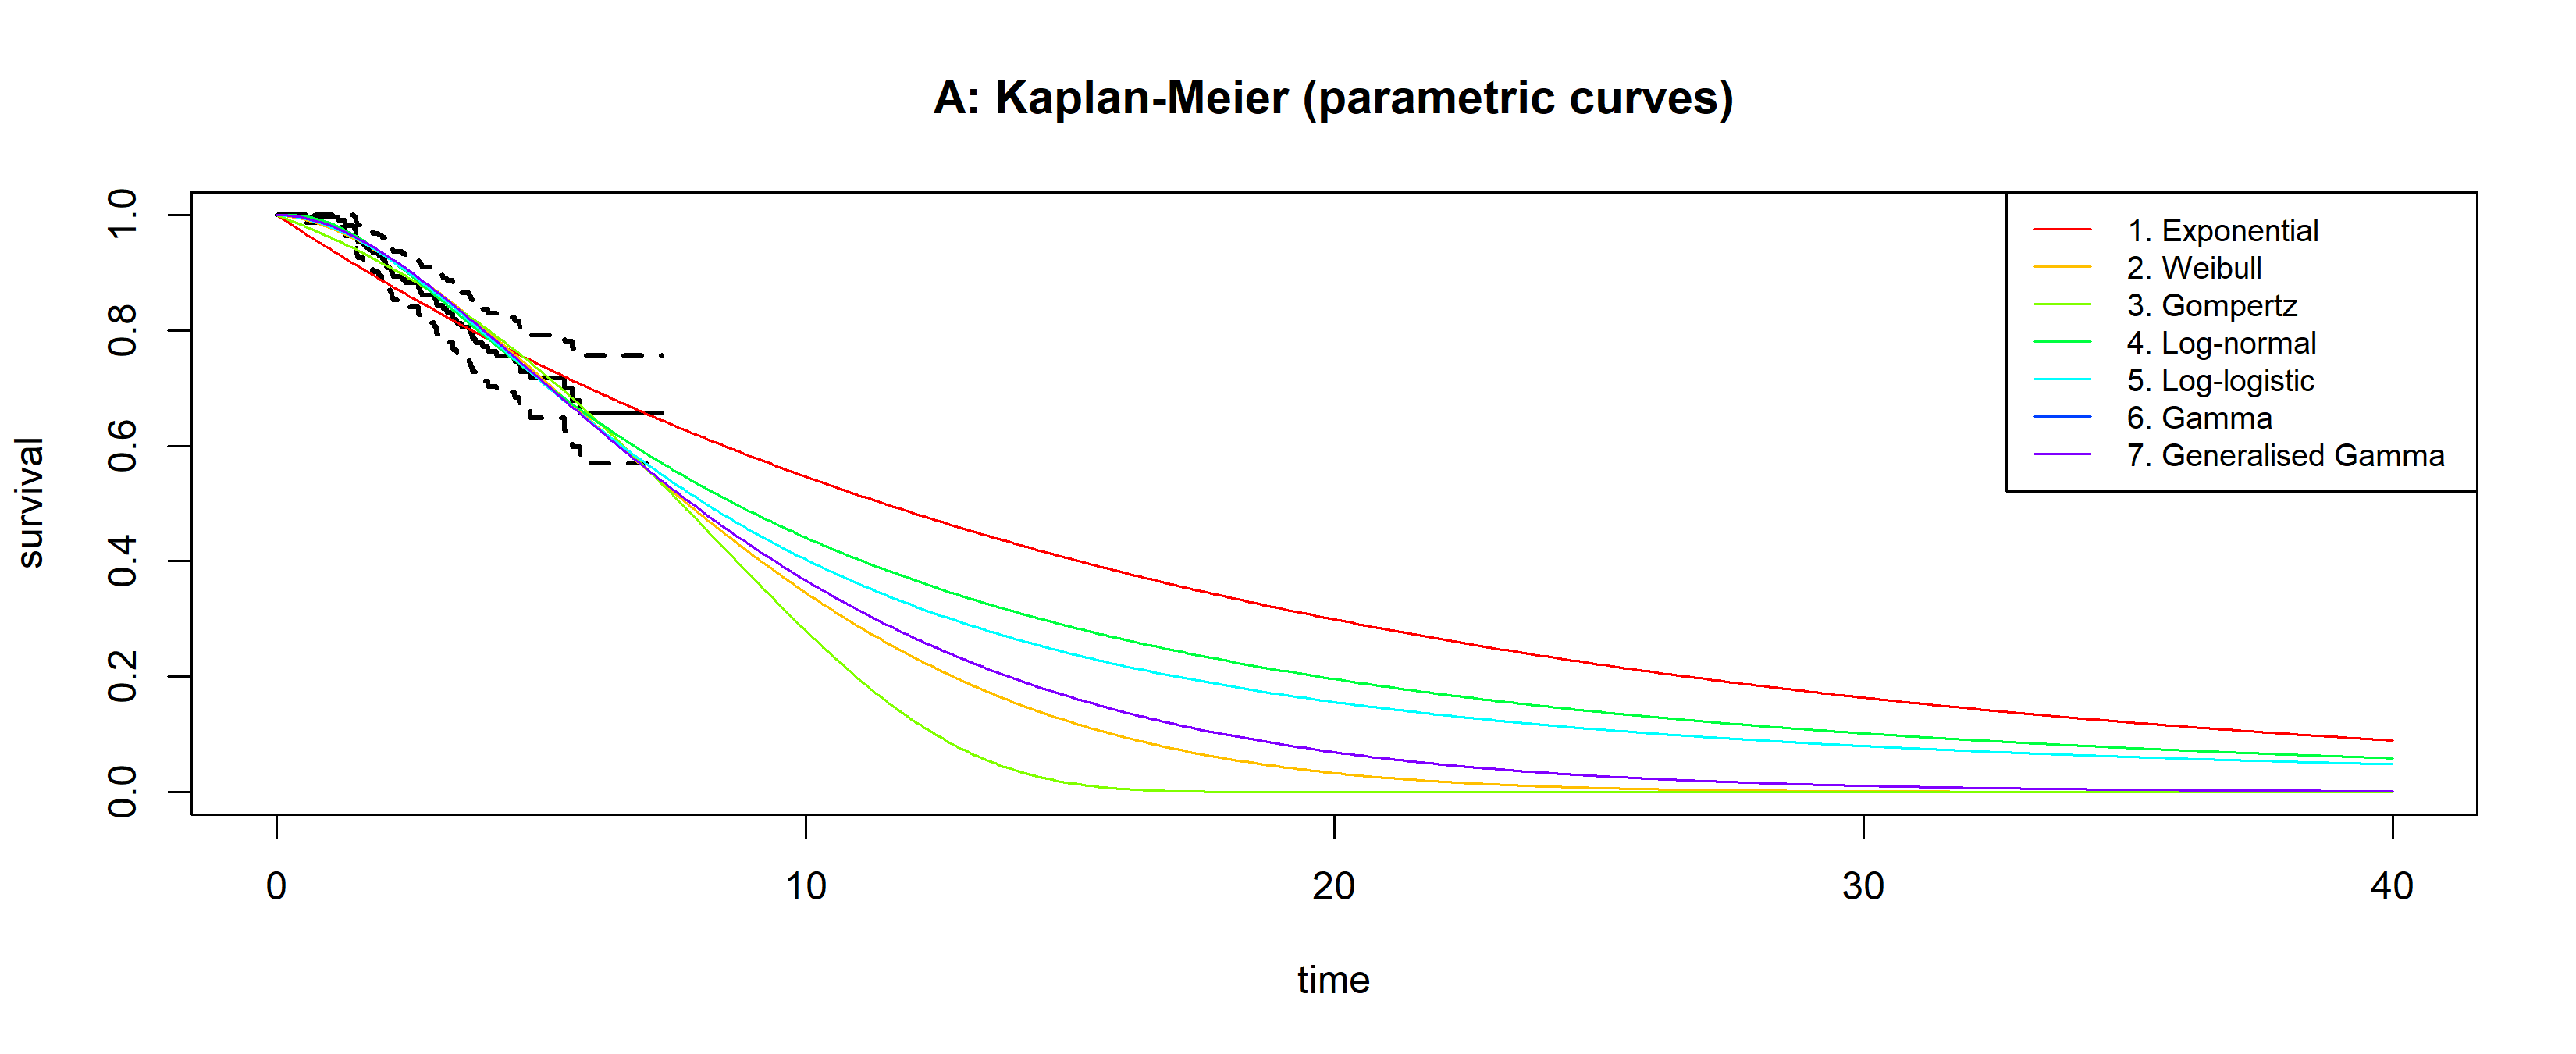 A: Kaplan-Meier (parametric curves)
survival
1.0
0.8
0.6
0.4
0.2
0.0
1. Exponential
2. Weibull
3. Gompertz
4. Log-normal
5. Log-logistic
6. Gamma
7. Generalised Gamma
0 10 20 30 40
time